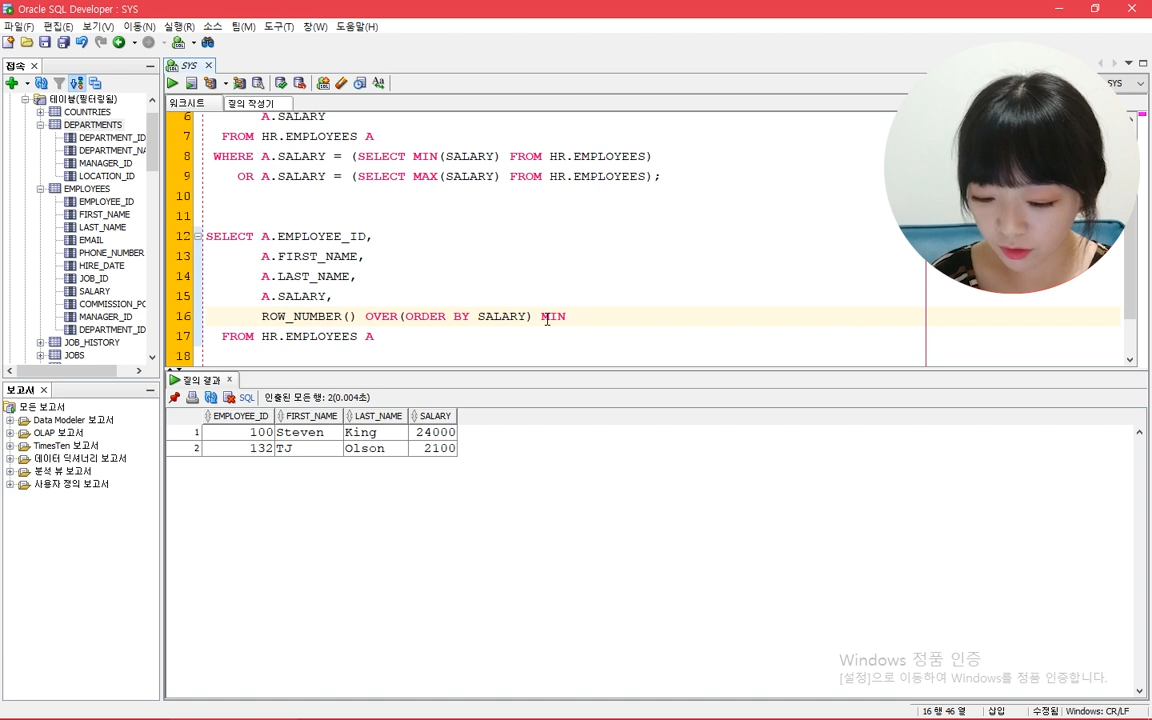 Oracle SQL Developer : SYS
파일(F) 편집(E) 보기(V) 이동(N) 실행(R) 소스 팀(M) 도구(T) 창(W) 도움말(H)
접속
SYS
SYS
워크시트 질의 작성기
테이블(필터링됨)
COUNTRIES
DEPARTMENTS
DEPARTMENT_ID
DEPARTMENT_NA
MANAGER_ID
LOCATION_ID
EMPLOYEES
EMPLOYEE_ID
FIRST_NAME
LAST_NAME
EMAIL
PHONE_NUMBER
HIRE_DATE
JOB_ID
SALARY
COMMISSION_PC
MANAGER_ID
DEPARTMENT_ID
JOB_HISTORY
JOBS
6 A.SALARY
7 FROM HR.EMPLOYEES A
8 WHERE A.SALARY = (SELECT MIN(SALARY) FROM HR.EMPLOYEES)
9 OR A.SALARY = (SELECT MAX(SALARY) FROM HR.EMPLOYEES);
10
11
12 SELECT A.EMPLOYEE_ID,
13 A.FIRST_NAME,
14 A.LAST_NAME,
15 A.SALARY,
16 ROW_NUMBER() OVER(ORDER BY SALARY) MIN
17 FROM HR.EMPLOYEES A
18
보고서
모든 보고서
Data Modeler 보고서
OLAP 보고서
TimesTen 보고서
데이터 딕셔너리 보고서
분석 뷰 보고서
사용자 정의 보고서
질의 결과
SQL 인출된 모든 행: 2(0.004초)
EMPLOYEE_ID FIRST_NAME LAST_NAME SALARY
1 100 Steven King 24000
2 132 TJ Olson 2100
Windows 정품 인증
[설정]으로 이동하여 Windows를 정품 인증합니다.
16 행 46 열 삽입 수정됨 Windows: CR/LF